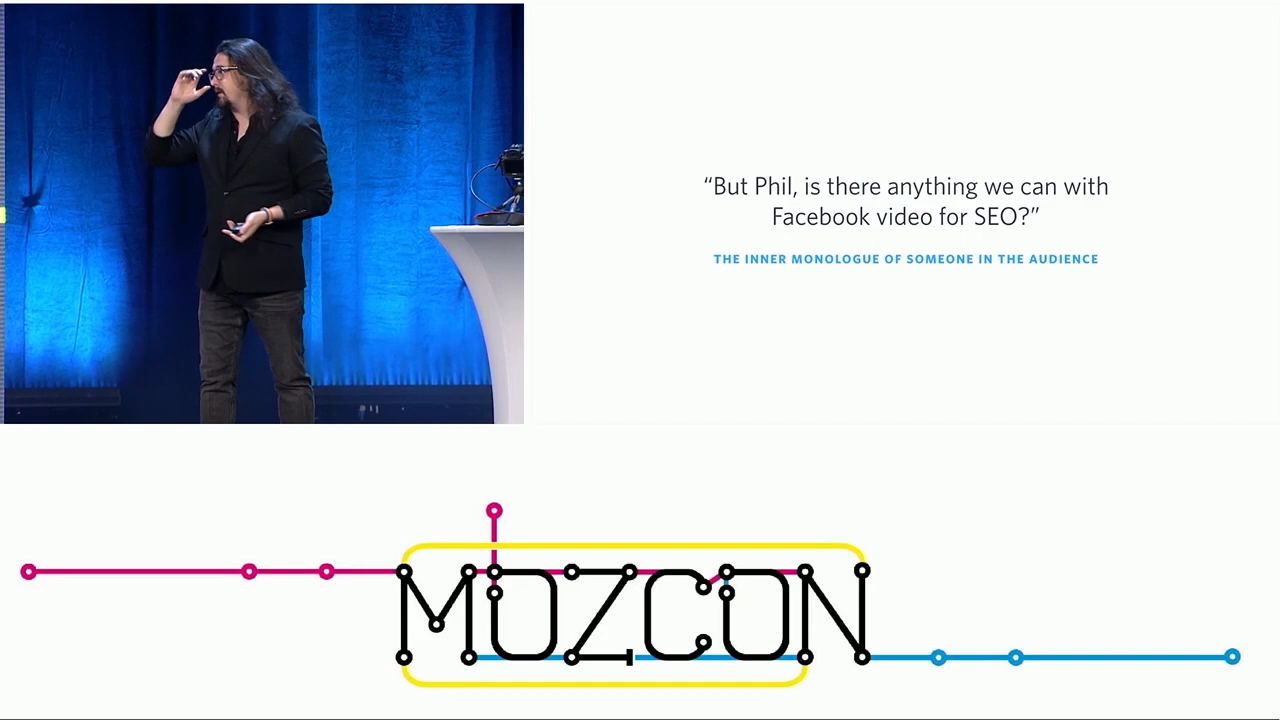 “But Phil, is there anything we can with
Facebook video for SEO?”
THE INNER MONOLOGUE OF SOMEONE IN THE AUDIENCE
MOZCON